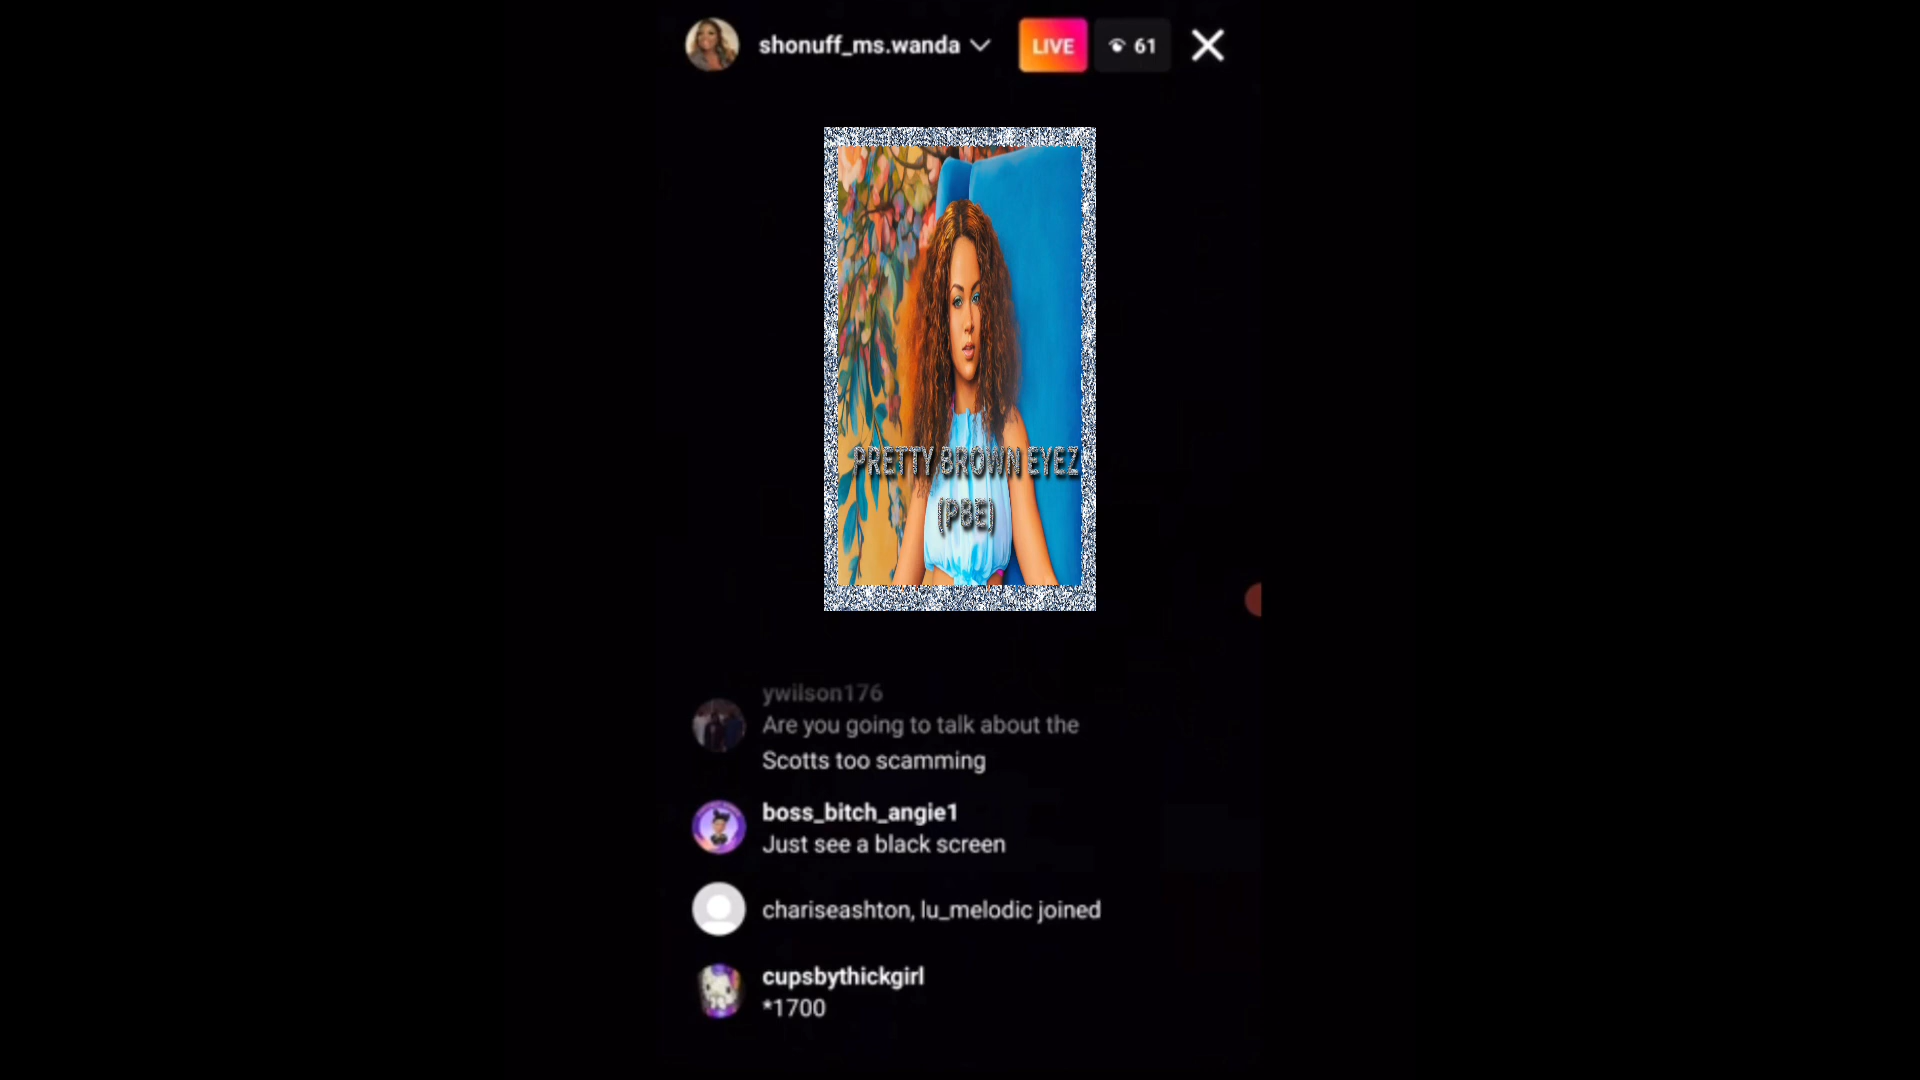 shonuff_ms.wanda
LIVE
61
PRETTY BROWN EYEZ
(PBE)
ywilson176
Are you going to talk about the
Scotts too scamming
boss_bitch_angie1
Just see a black screen
chariseashton, lu_melodic joined
cupsbythickgirl
*1700